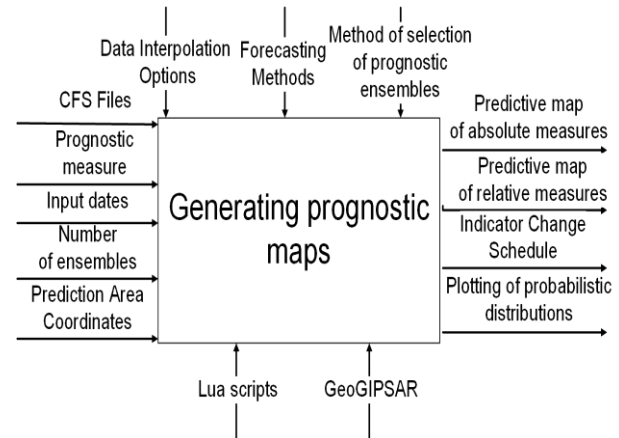 Data Interpolation
Options
Forecasting
Methods
Method of selection
of prognostic
ensembles
CFS Files
Prognostic
measure
Input dates
Number
of ensembles
Prediction Area
Coordinates
Generating prognostic
maps
Predictive map
of absolute measures
Predictive map
of relative measures
Indicator Change
Schedule
Plotting of probabilistic
distributions
Lua scripts
GeoGIPSAR